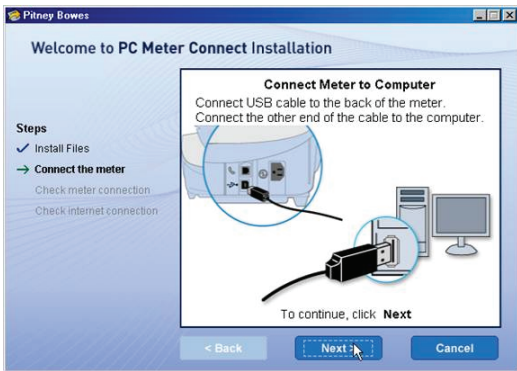 Pitney Bowes
Welcome to PC Meter Connect Installation
Steps
Install Files
Connect the meter
Check meter connection
Check internet connection
Connect Meter to Computer
Connect USB cable to the back of the meter.
Connect the other end of the cable to the computer.
To continue, click Next
< Back
Next >
Cancel